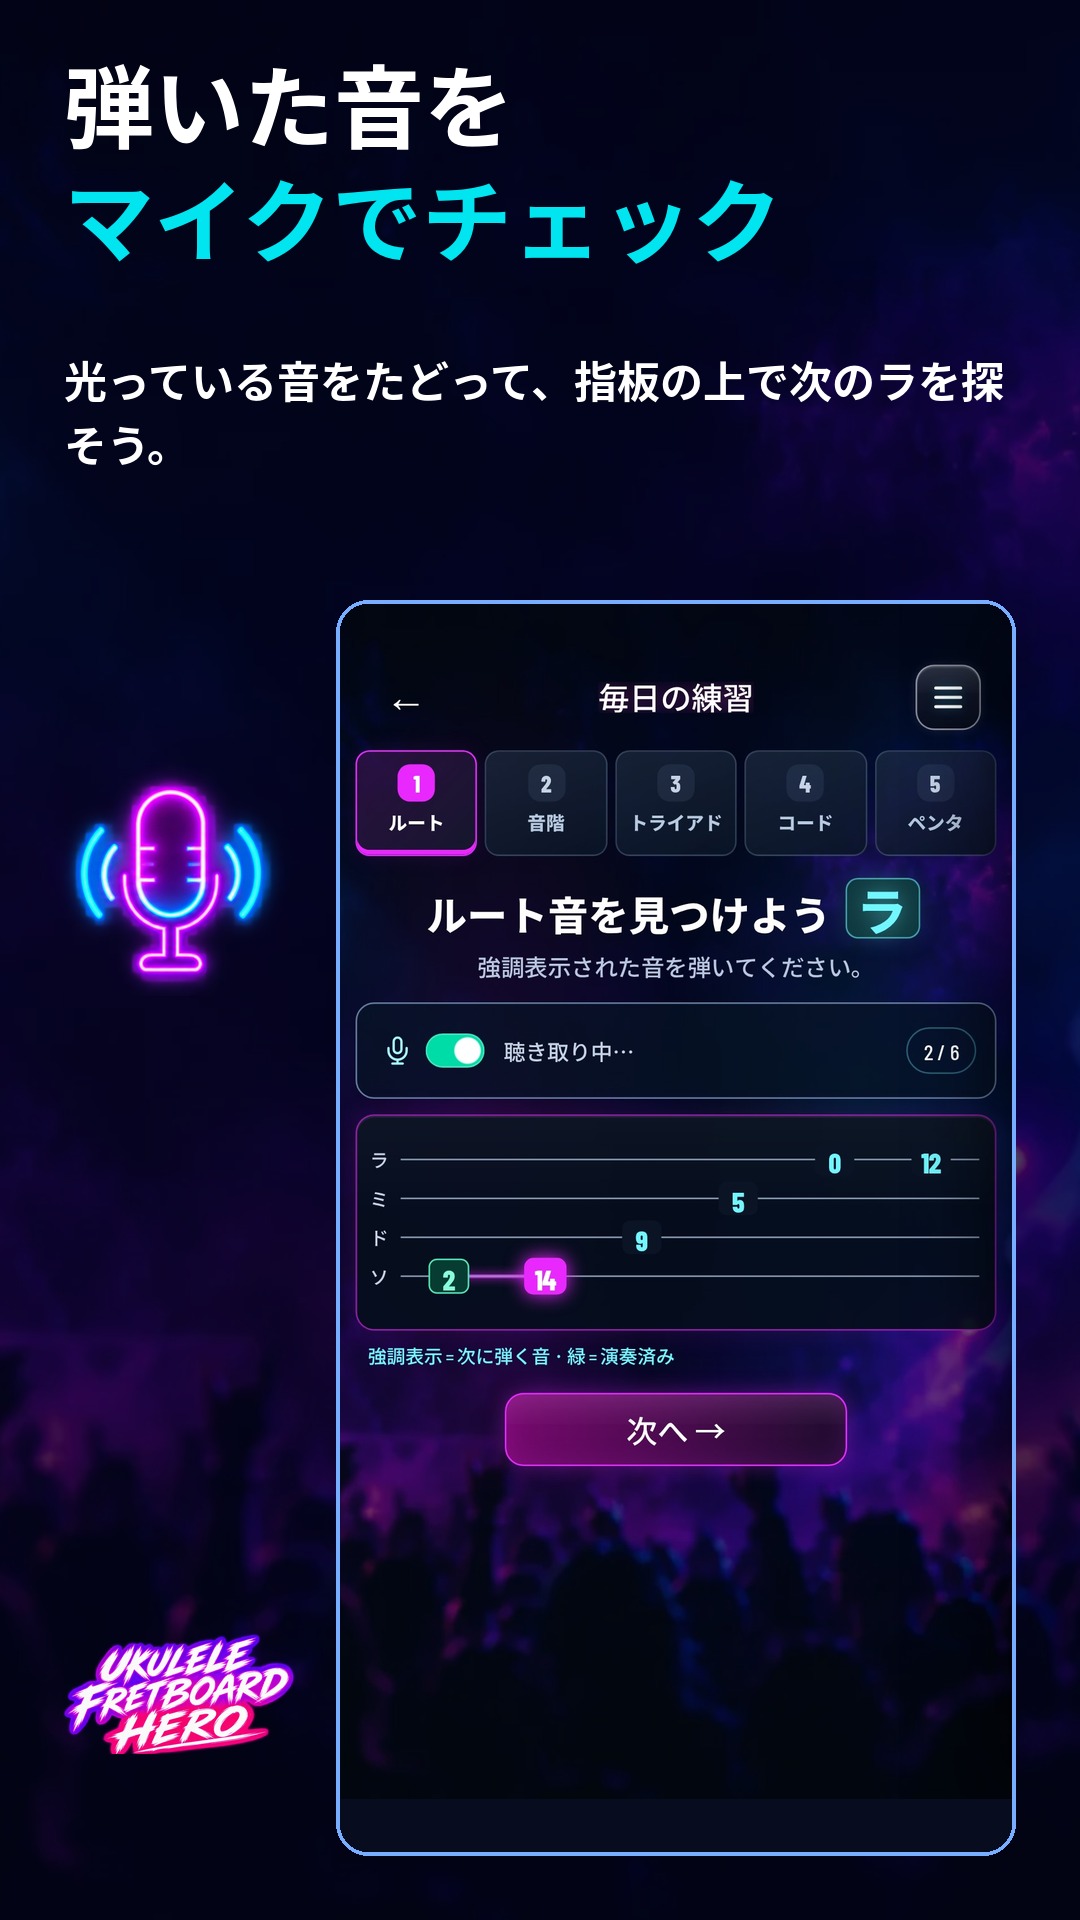 弾いた音を
マイクでチェック
光っている音をたどって、指板の上で次のラを探
そう。
← 毎日の練習
1 2 3 4 5
ルート 音階 トライアド コード ペンタ
ルート音を見つけよう ラ
強調表示された音を弾いてください。
聴き取り中… 2 / 6
ラ 0 12
ミ 5
ド 9
ソ 2 14
強調表示=次に弾く音・緑=演奏済み
次へ →
UKULELE
FRETBOARD
HERO